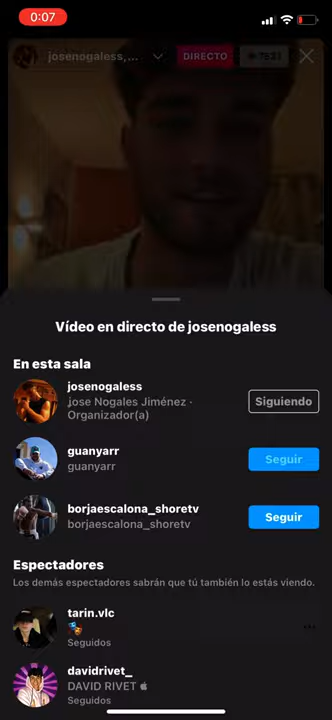 0:07
josenogaless,...
DIRECTO
Vídeo en directo de josenogaless
En esta sala
josenogaless
Jose Nogales Jiménez ·
Organizador(a)
Siguiendo
guanyarr
guanyarr
Seguir
borjaescalona_shoretv
borjaescalona_shoretv
Seguir
Espectadores
Los demás espectadores sabrán que tú también lo estás viendo.
tarin.vlc
Seguidos
davidrivet_
DAVID RIVET
Seguidos